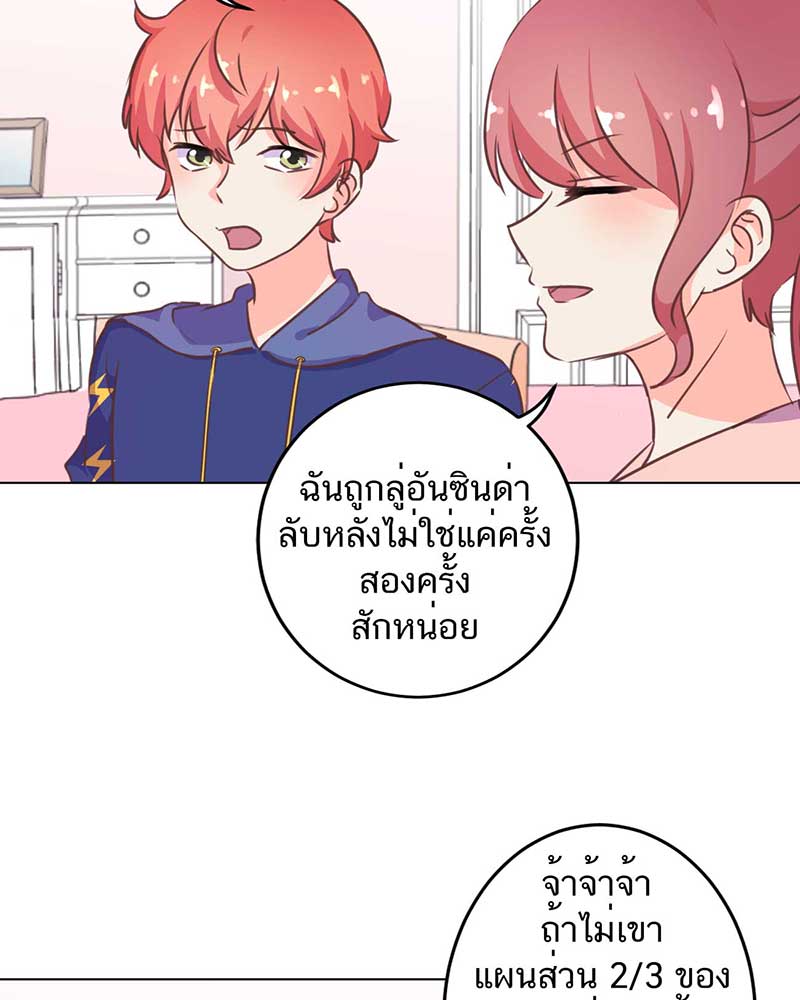 ฉันถูกลู่อันซินด่า
ลับหลังไม่ใช่แค่ครั้ง
สองครั้ง
สักหน่อย
จ้าจ้าจ้า
ถ้าไม่เขา
แผนส่วน 2/3 ของ